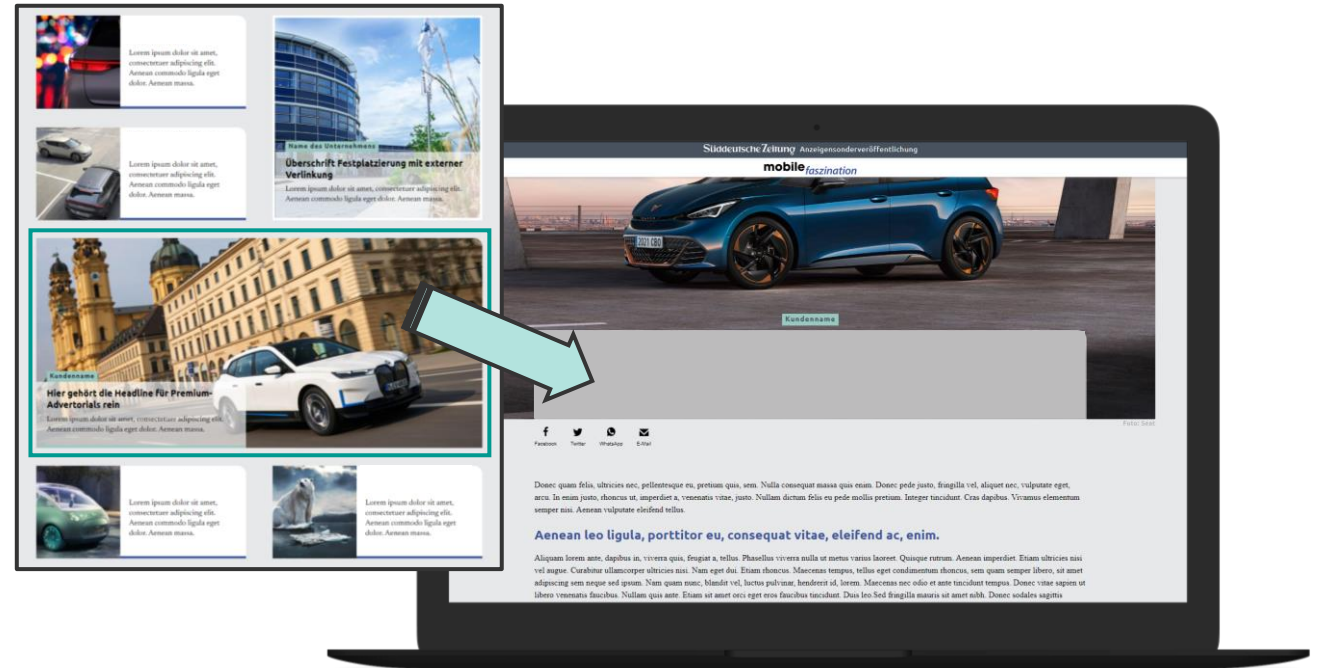 Lorem ipsum dolor sit amet,
consectetuer adipiscing elit.
Aenean commodo ligula eget
dolor. Aenean massa.
Name des Unternehmens
Überschrift Festplatzierung mit externer
Verlinkung
Lorem ipsum dolor sit amet, consectetuer adipiscing elit.
Aenean commodo ligula eget dolor. Aenean massa.
Lorem ipsum dolor sit amet,
consectetuer adipiscing elit.
Aenean commodo ligula eget
dolor. Aenean massa.
Kundenname
Hier gehört die Headline für Premium-
Advertorials rein
Lorem ipsum dolor sit amet, consectetuer adipiscing elit.
Aenean commodo ligula eget dolor. Aenean massa.
Lorem ipsum dolor sit amet,
consectetuer adipiscing elit.
Aenean commodo ligula eget
dolor. Aenean massa.
Lorem ipsum dolor sit amet,
consectetuer adipiscing elit.
Aenean commodo ligula eget
dolor. Aenean massa.
Süddeutsche Zeitung Anzeigensonderveröffentlichung
mobile faszination
2021 CBO
Kundenname
Foto: Seat
Facebook Twitter WhatsApp E-Mail
Donec quam felis, ultricies nec, pellentesque eu, pretium quis, sem. Nulla consequat massa quis enim. Donec pede justo, fringilla vel, aliquet nec, vulputate eget,
arcu. In enim justo, rhoncus ut, imperdiet a, venenatis vitae, justo. Nullam dictum felis eu pede mollis pretium. Integer tincidunt. Cras dapibus. Vivamus elementum
semper nisi. Aenean vulputate eleifend tellus.
Aenean leo ligula, porttitor eu, consequat vitae, eleifend ac, enim.
Aliquam lorem ante, dapibus in, viverra quis, feugiat a, tellus. Phasellus viverra nulla ut metus varius laoreet. Quisque rutrum. Aenean imperdiet. Etiam ultricies nisi
vel augue. Curabitur ullamcorper ultricies nisi. Nam eget dui. Etiam rhoncus. Maecenas tempus, tellus eget condimentum rhoncus, sem quam semper libero, sit amet
adipiscing sem neque sed ipsum. Nam quam nunc, blandit vel, luctus pulvinar, hendrerit id, lorem. Maecenas nec odio et ante tincidunt tempus. Donec vitae sapien ut
libero venenatis faucibus. Nullam quis ante. Etiam sit amet orci eget eros faucibus tincidunt. Duis leo.Sed fringilla mauris sit amet nibh. Donec sodales sagittis